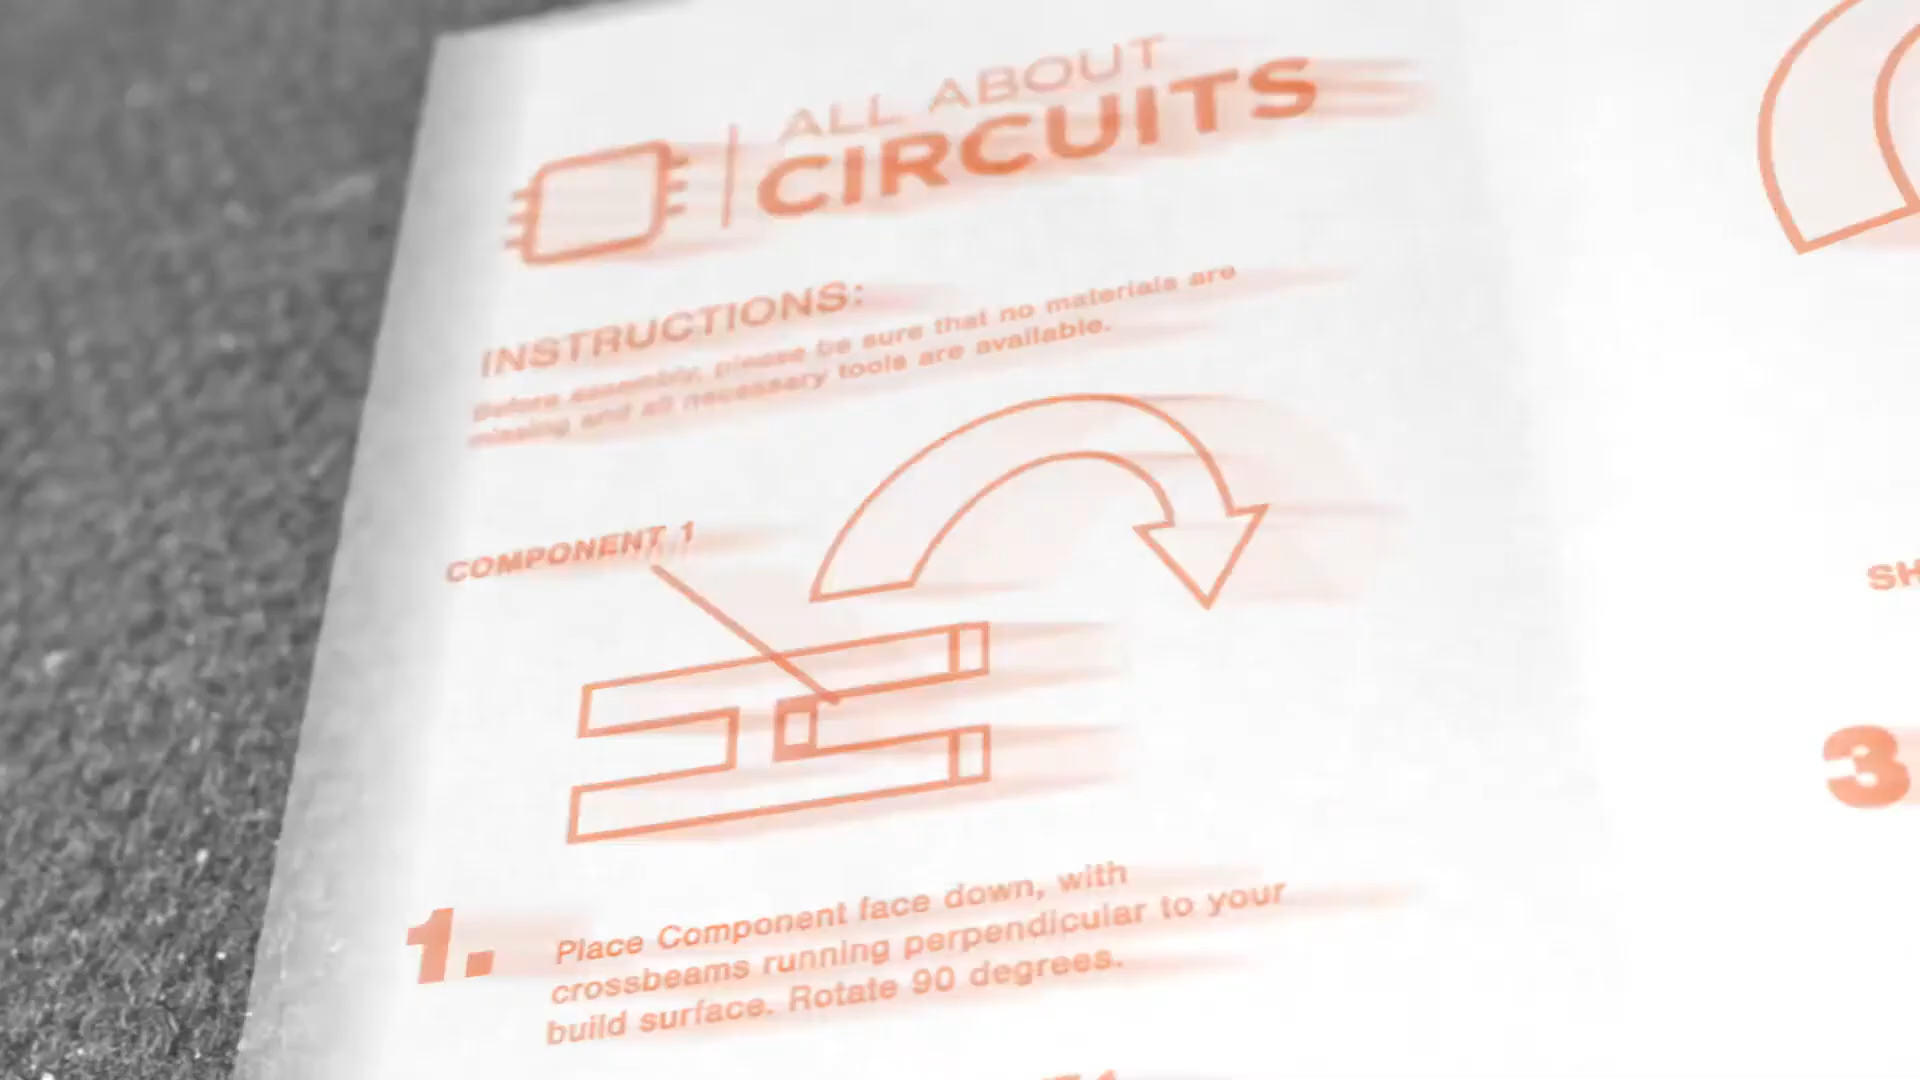 ALL ABOUT
CIRCUITS
INSTRUCTIONS:
Before assembly, please be sure that no materials are
missing and all necessary tools are available.
COMPONENT 1
1.
Place Component face down, with
crossbeams running perpendicular to your
build surface. Rotate 90 degrees.
SH
3